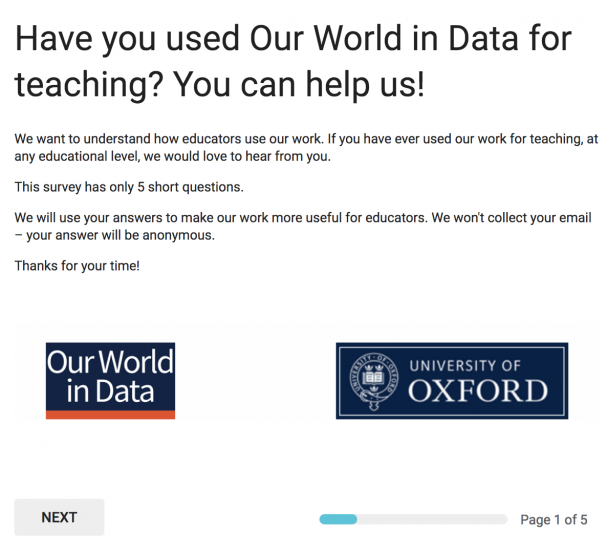 Have you used Our World in Data for
teaching? You can help us!
We want to understand how educators use our work. If you have ever used our work for teaching, at
any educational level, we would love to hear from you.
This survey has only 5 short questions.
We will use your answers to make our work more useful for educators. We won't collect your email
– your answer will be anonymous.
Thanks for your time!
Our World
in Data
UNIVERSITY OF
OXFORD
NEXT
Page 1 of 5